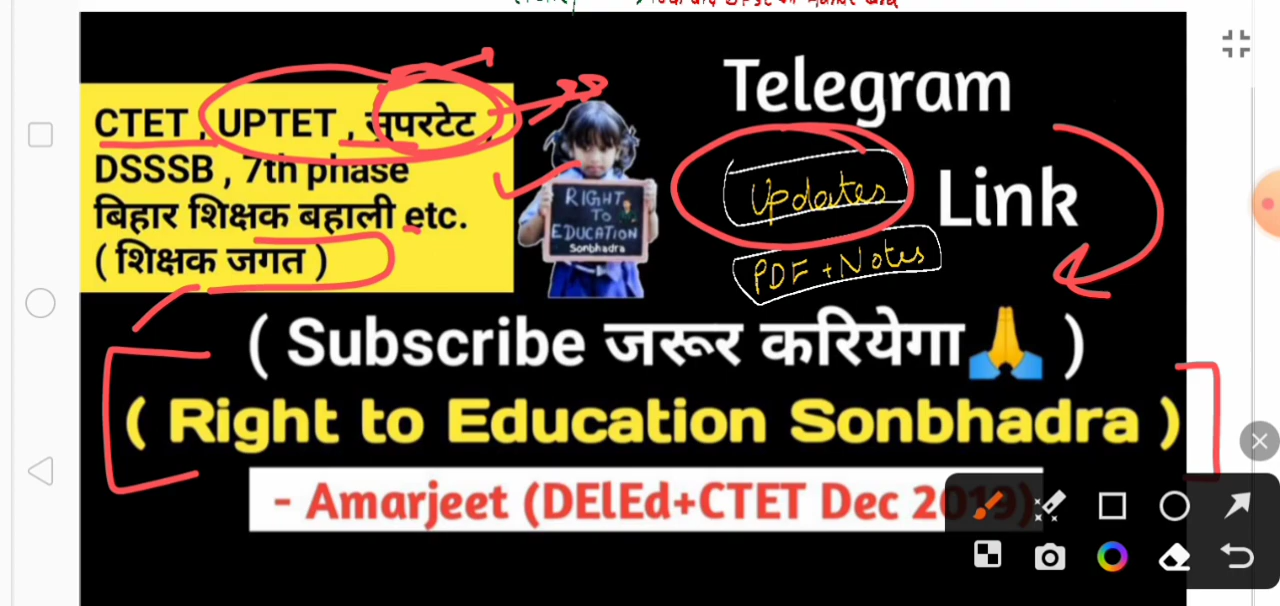 CTET , UPTET , सुपरटेट ,
DSSSB , 7th phase
बिहार शिक्षक बहाली etc.
( शिक्षक जगत )
RIGHT
TO
EDUCATION
Sonbhadra
Telegram
Updates
Link
PDF + Notes
( Subscribe जरूर करियेगा🙏 )
( Right to Education Sonbhadra )
- Amarjeet (DElEd+CTET Dec 2019)